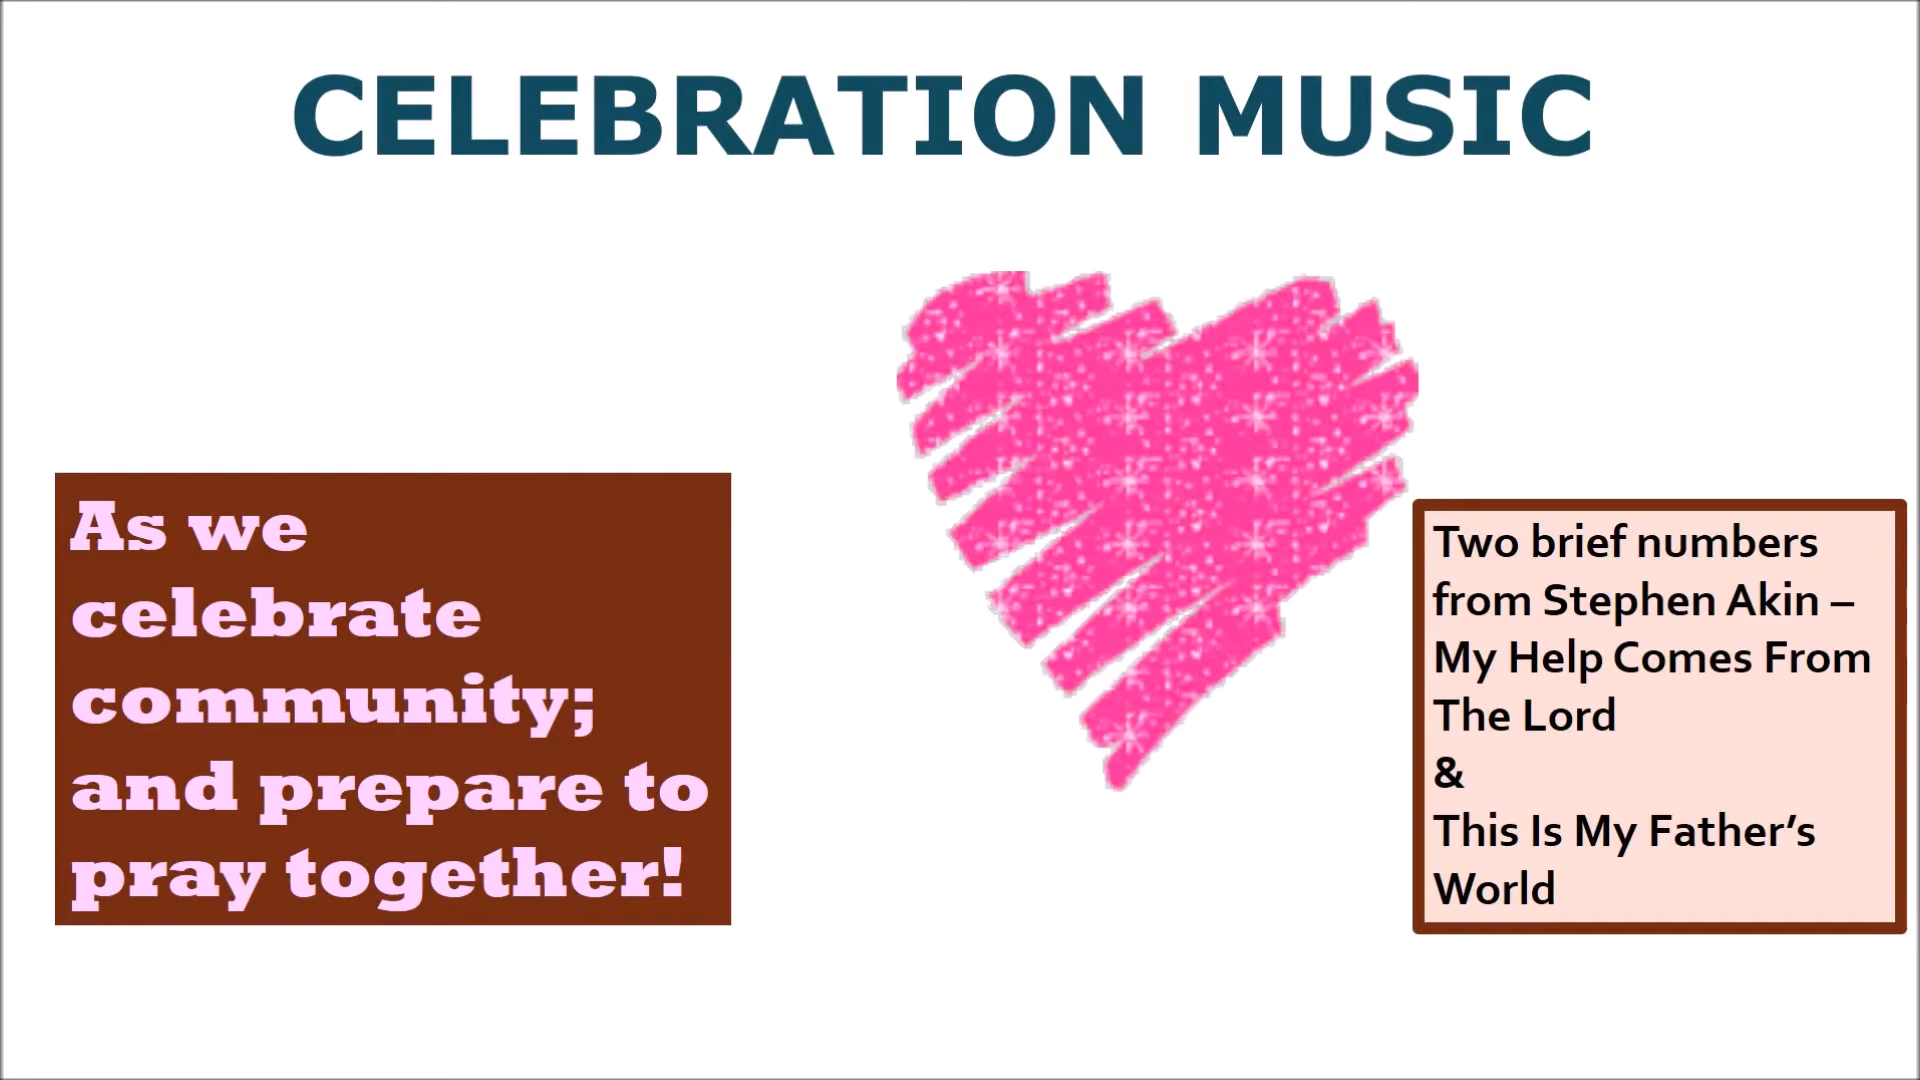 CELEBRATION MUSIC
As we
celebrate
community;
and prepare to
pray together!
Two brief numbers
from Stephen Akin –
My Help Comes From
The Lord
&
This Is My Father’s
World